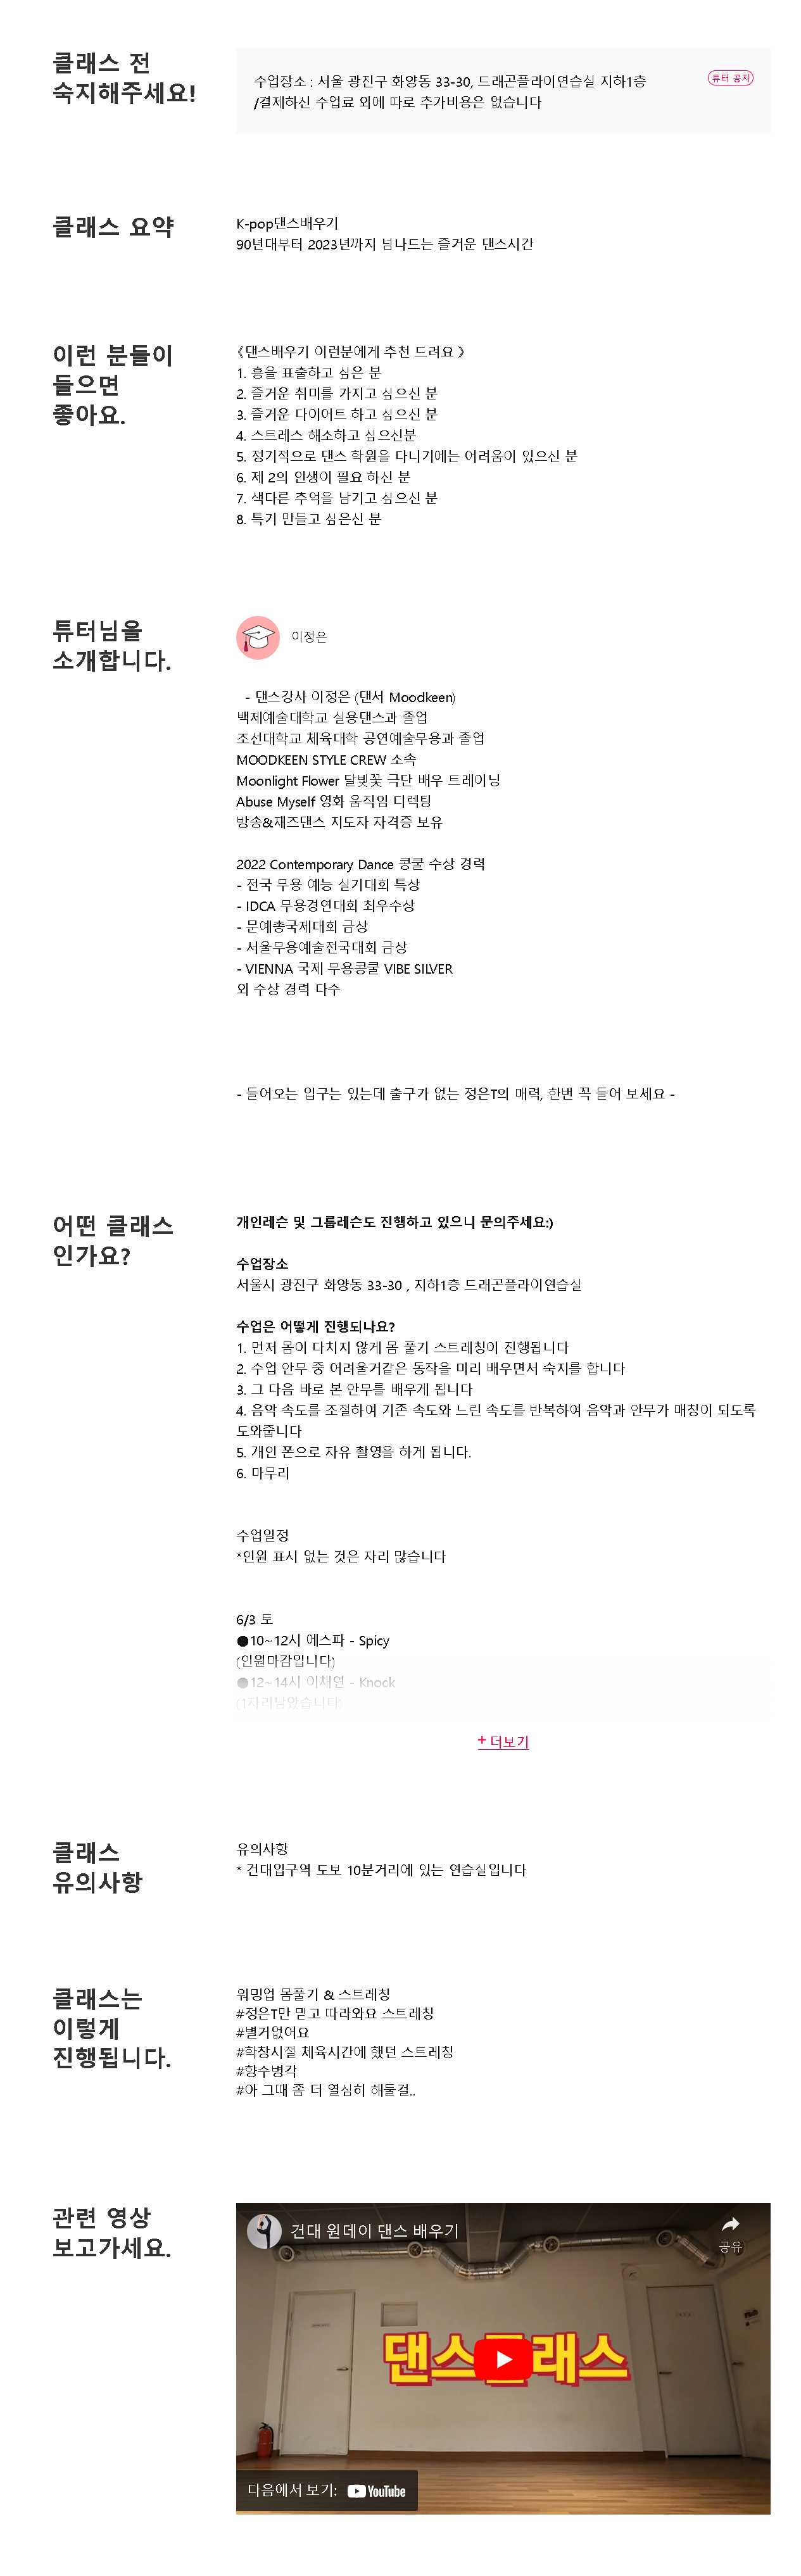 클래스 전
숙지해주세요!
수업장소 : 서울 광진구 화양동 33-30, 드래곤플라이연습실 지하1층
/결제하신 수업료 외에 따로 추가비용은 없습니다
튜터 공지
클래스 요약
K-pop댄스배우기
90년대부터 2023년까지 넘나드는 즐거운 댄스시간
이런 분들이
들으면
좋아요.
《댄스배우기 이런분에게 추천 드려요 》
1. 흥을 표출하고 싶은 분
2. 즐거운 취미를 가지고 싶으신 분
3. 즐거운 다이어트 하고 싶으신 분
4. 스트레스 해소하고 싶으신분
5. 정기적으로 댄스 학원을 다니기에는 어려움이 있으신 분
6. 제 2의 인생이 필요 하신 분
7. 색다른 추억을 남기고 싶으신 분
8. 특기 만들고 싶은신 분
튜터님을
소개합니다.
이정은
- 댄스강사 이정은 (댄서 Moodkeen)
백제예술대학교 실용댄스과 졸업
조선대학교 체육대학 공연예술무용과 졸업
MOODKEEN STYLE CREW 소속
Moonlight Flower 달빛꽃 극단 배우 트레이닝
Abuse Myself 영화 움직임 디렉팅
방송&재즈댄스 지도자 자격증 보유
2022 Contemporary Dance 콩쿨 수상 경력
- 전국 무용 예능 실기대회 특상
- IDCA 무용경연대회 최우수상
- 문예총국제대회 금상
- 서울무용예술전국대회 금상
- VIENNA 국제 무용콩쿨 VIBE SILVER
외 수상 경력 다수
- 들어오는 입구는 있는데 출구가 없는 정은T의 매력, 한번 꼭 들어 보세요 -
어떤 클래스
인가요?
개인레슨 및 그룹레슨도 진행하고 있으니 문의주세요:)
수업장소
서울시 광진구 화양동 33-30 , 지하1층 드래곤플라이연습실
수업은 어떻게 진행되나요?
1. 먼저 몸이 다치지 않게 몸 풀기 스트레칭이 진행됩니다
2. 수업 안무 중 어려울거같은 동작을 미리 배우면서 숙지를 합니다
3. 그 다음 바로 본 안무를 배우게 됩니다
4. 음악 속도를 조절하여 기존 속도와 느린 속도를 반복하여 음악과 안무가 매칭이 되도록
도와줍니다
5. 개인 폰으로 자유 촬영을 하게 됩니다.
6. 마무리
수업일정
*인원 표시 없는 것은 자리 많습니다
6/3 토
●10~12시 에스파 - Spicy
(인원마감입니다)
●12~14시 이채연 - Knock
(1자리남았습니다)
+ 더보기
클래스
유의사항
유의사항
* 건대입구역 도보 10분거리에 있는 연습실입니다
클래스는
이렇게
진행됩니다.
워밍업 몸풀기 & 스트레칭
#정은T만 믿고 따라와요 스트레칭
#별거없어요
#학창시절 체육시간에 했던 스트레칭
#향수병각
#아 그때 좀 더 열심히 해둘걸..
관련 영상
보고가세요.
건대 원데이 댄스 배우기
공유
댄스클래스
다음에서 보기: YouTube